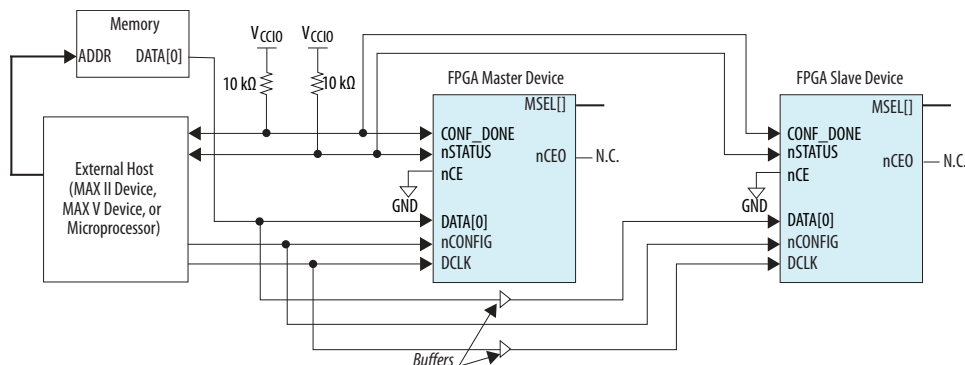 Memory
ADDR DATA[0]
VCCIO VCCIO
10 kΩ 10 kΩ
External Host
(MAX II Device,
MAX V Device, or
Microprocessor)
FPGA Master Device
MSEL[]
CONF_DONE
nSTATUS
nCEO N.C.
nCE
GND
DATA[0]
nCONFIG
DCLK
FPGA Slave Device
MSEL[]
CONF_DONE
nSTATUS
nCEO N.C.
nCE
GND
DATA[0]
nCONFIG
DCLK
Buffers